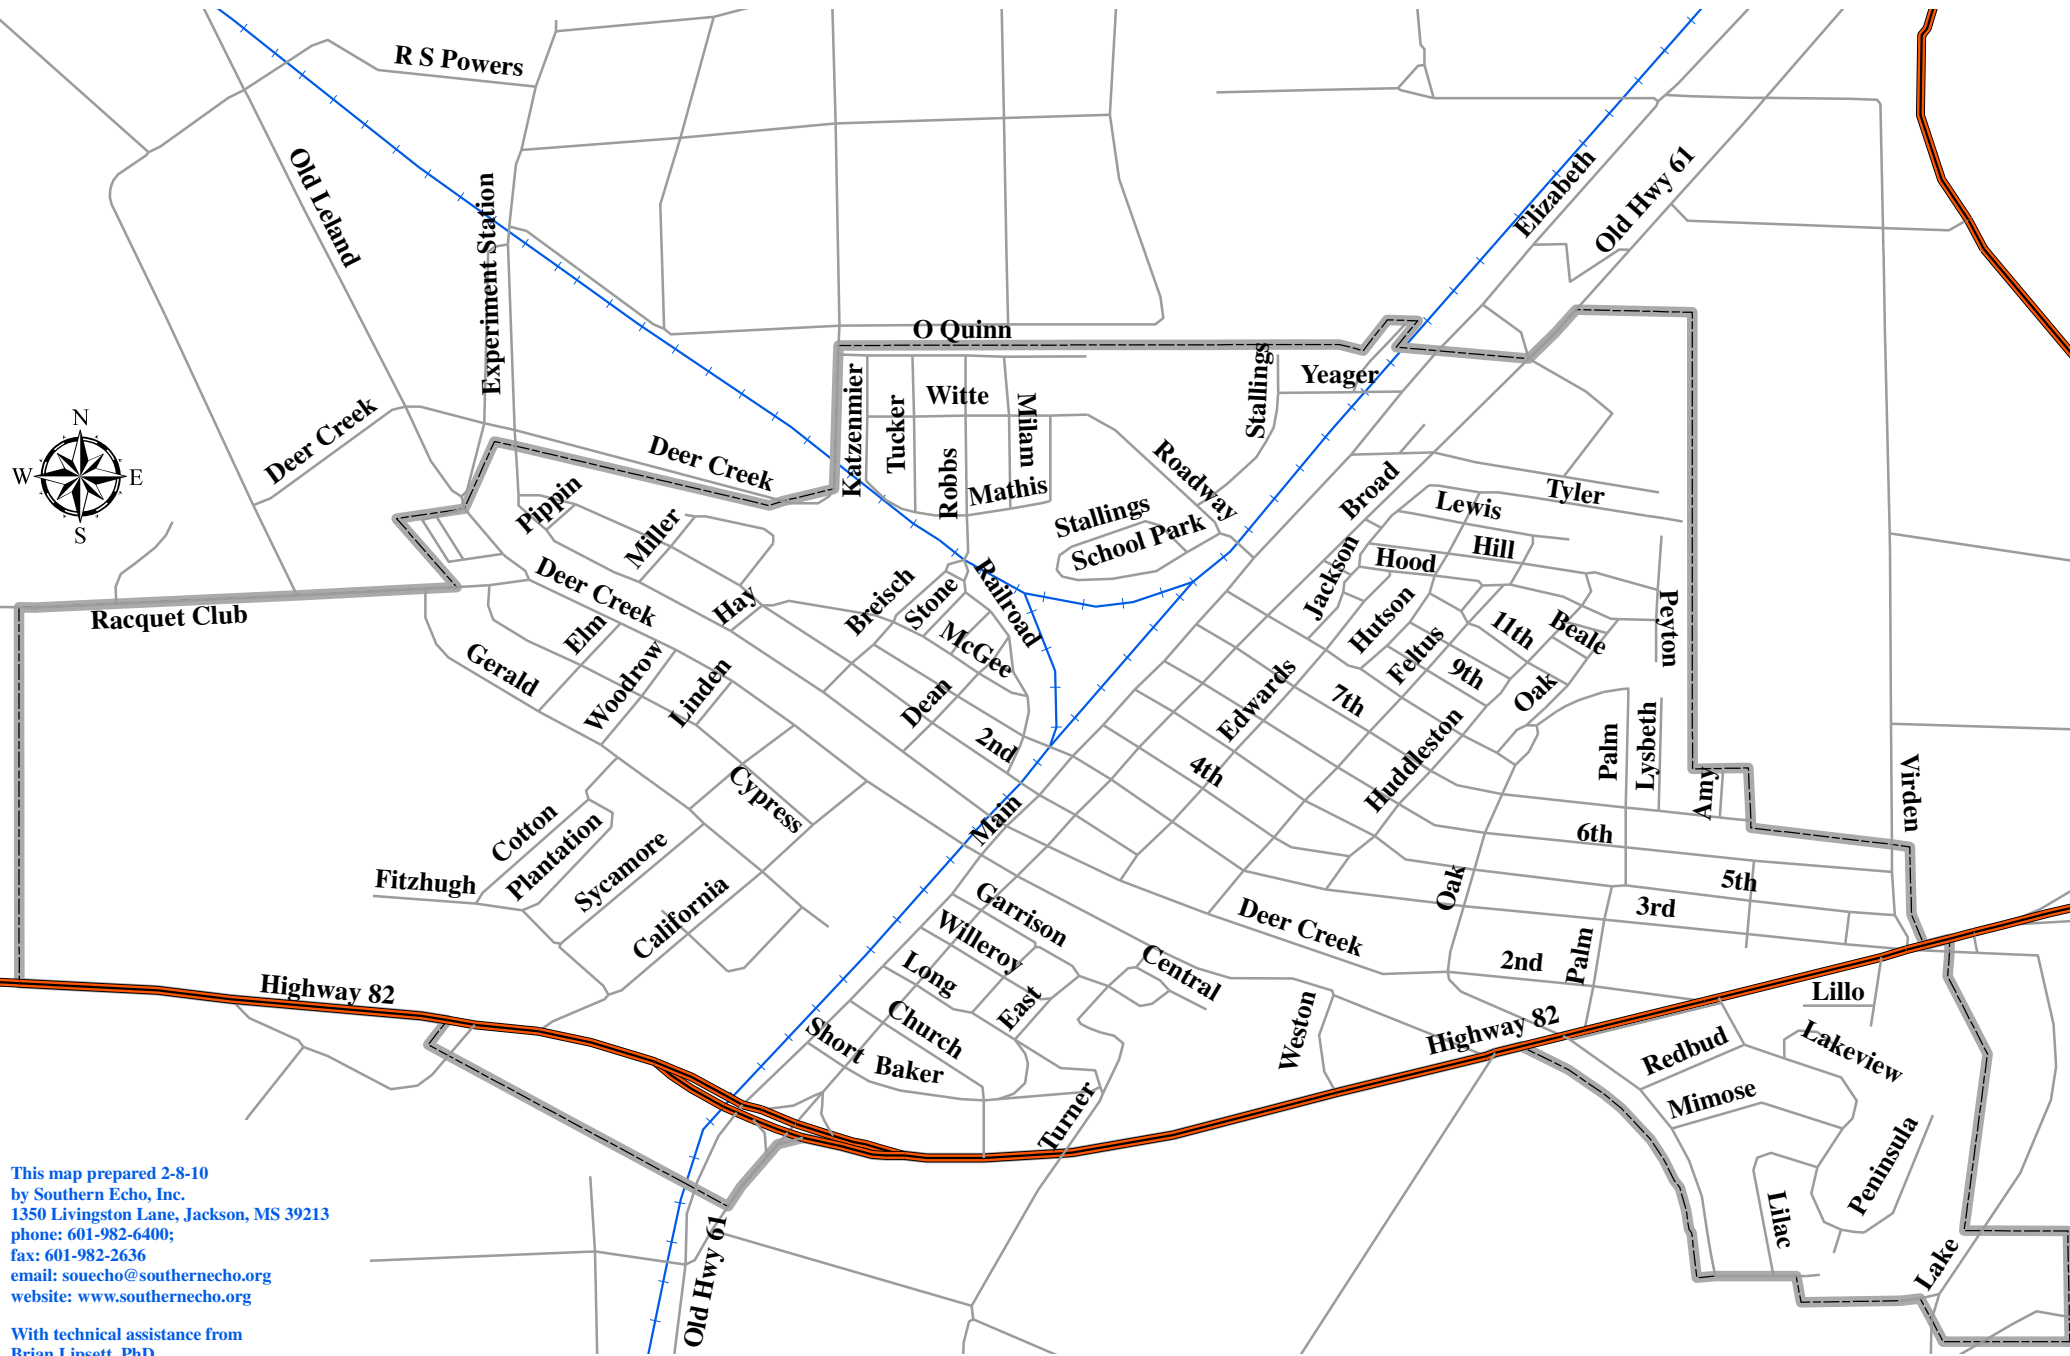 R S Powers
Old Leland
Experiment Station
Elizabeth
Old Hwy 61
O Quinn
Yeager
Stallings
Katzenmier
Tucker
Witte
Milam
Robbs
Mathis
Roadway
Stallings
School Park
N
W
E
S
Deer Creek
Deer Creek
Pippin
Miller
Deer Creek
Hay
Breisch
Stone
Railroad
McGee
Dean
2nd
Broad
Lewis
Tyler
Hill
Hood
Jackson
Hutson
Feltus
11th
Beale
Peyton
9th
Oak
7th
Edwards
Huddleston
4th
Palm
Lysbeth
Amy
Virden
Racquet Club
Elm
Gerald
Woodrow
Linden
Cypress
Cotton
Plantation
Fitzhugh
Sycamore
California
Main
6th
5th
3rd
Oak
2nd
Palm
Garrison
Willeroy
Long
East
Church
Short
Baker
Central
Deer Creek
Weston
Turner
Highway 82
Highway 82
Lillo
Lakeview
Redbud
Mimose
Peninsula
Lilac
Lake
Old Hwy 61
This map prepared 2-8-10
by Southern Echo, Inc.
1350 Livingston Lane, Jackson, MS 39213
phone: 601-982-6400;
fax: 601-982-2636
email: souecho@southernecho.org
website: www.southernecho.org
With technical assistance from
Brian Lipsett, PhD